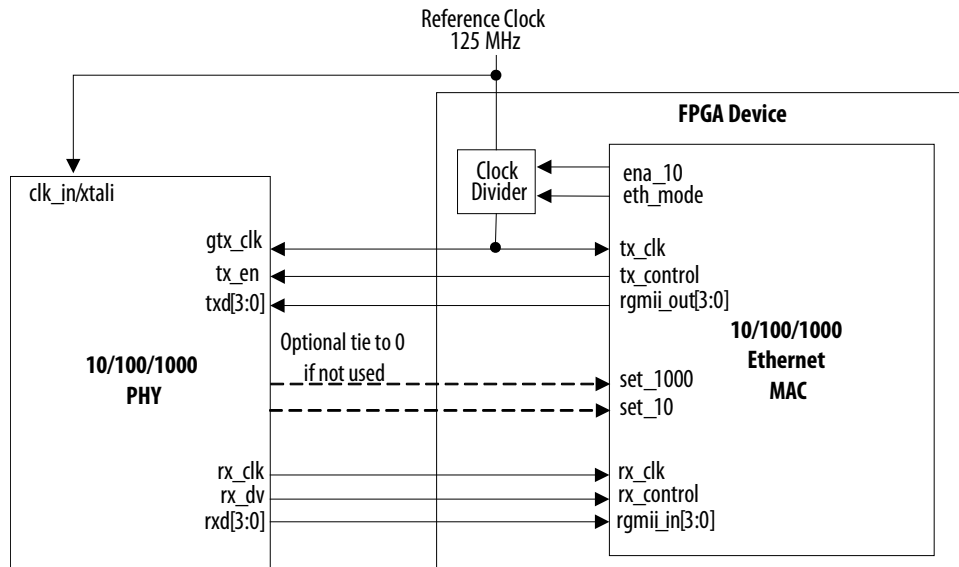 Reference Clock
125 MHz
FPGA Device
Clock
Divider
ena_10
eth_mode
clk_in/xtali
gtx_clk
tx_clk
tx_en
tx_control
txd[3:0]
rgmii_out[3:0]
Optional tie to 0
if not used
10/100/1000
PHY
10/100/1000
Ethernet
MAC
set_1000
set_10
rx_clk
rx_clk
rx_dv
rx_control
rxd[3:0]
rgmii_in[3:0]